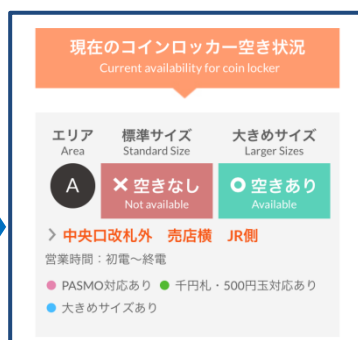 現在のコインロッカー空き状況
Current availability for coin locker
エリア 標準サイズ 大きめサイズ
Area Standard Size Larger Sizes
A ✕ 空きなし O 空きあり
Not available Available
> 中央口改札外 売店横 JR側
営業時間:初電〜終電
● PASMO対応あり ● 千円札・500円玉対応あり
● 大きめサイズあり